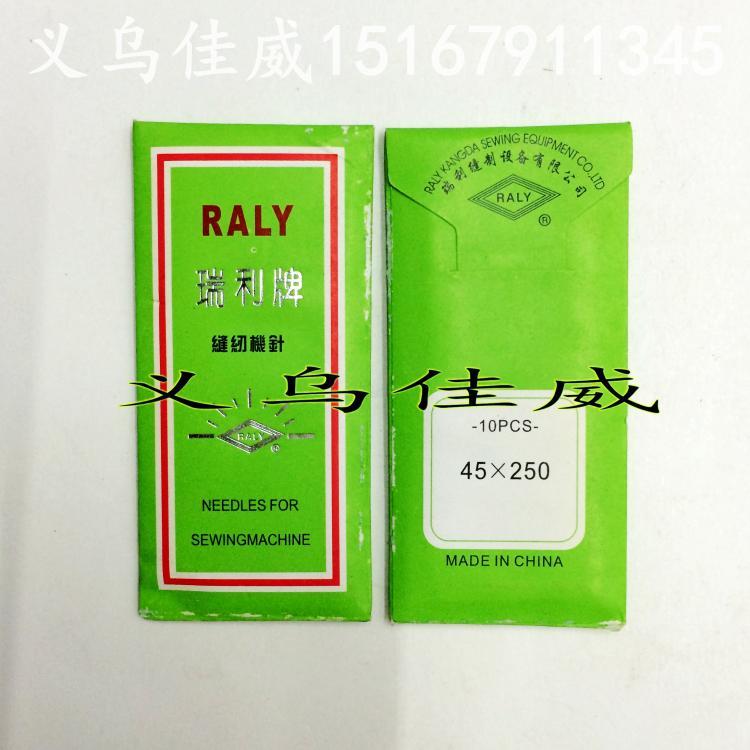 义乌佳威15167911345
RALY
瑞利牌
縫紉機針
RALY
®
NEEDLES FOR
SEWINGMACHINE
RALY KANGDA SEWING EQUIPMENT CO.,LTD
瑞利缝制设备有限公司
RALY
®
义乌佳威
-10PCS-
45×250
MADE IN CHINA